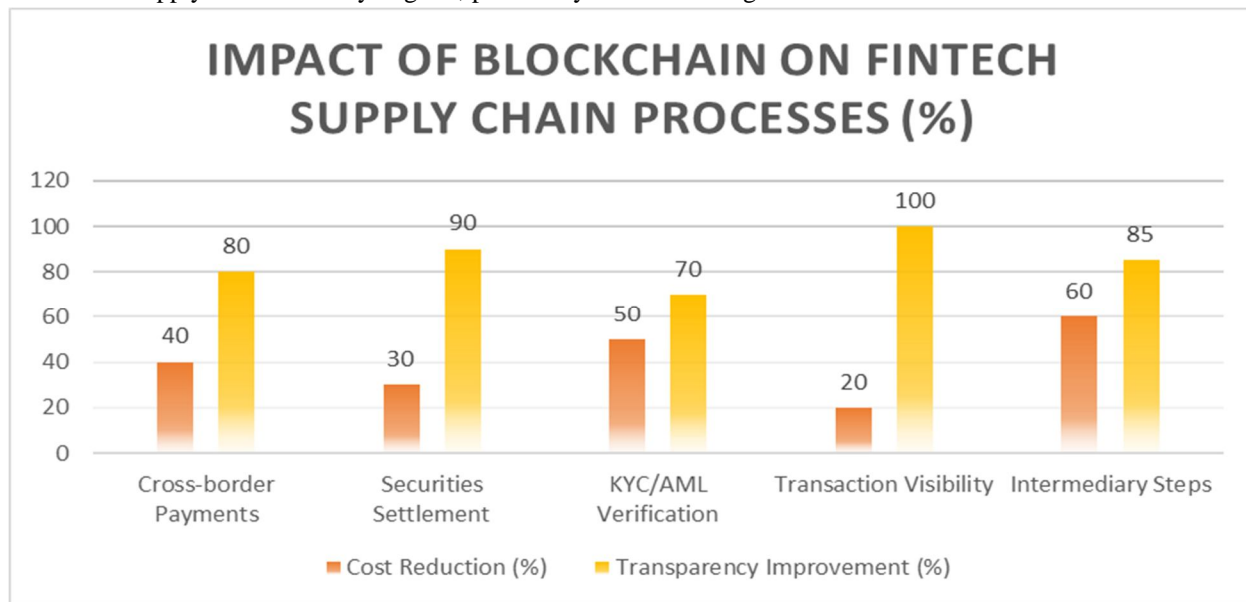 IMPACT OF BLOCKCHAIN ON FINTECH
SUPPLY CHAIN PROCESSES (%)
120
100
80
60
40
20
0
40
80
30
90
50
70
20
100
60
85
Cross-border
Payments
Securities
Settlement
KYC/AML
Verification
Transaction Visibility
Intermediary Steps
Cost Reduction (%)
Transparency Improvement (%)